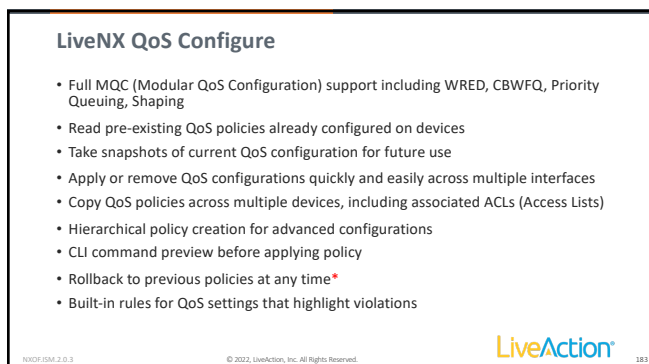 LiveNX QoS Configure
• Full MQC (Modular QoS Configuration) support including WRED, CBWFQ, Priority
Queuing, Shaping
• Read pre-existing QoS policies already configured on devices
• Take snapshots of current QoS configuration for future use
• Apply or remove QoS configurations quickly and easily across multiple interfaces
• Copy QoS policies across multiple devices, including associated ACLs (Access Lists)
• Hierarchical policy creation for advanced configurations
• CLI command preview before applying policy
• Rollback to previous policies at any time*
• Built-in rules for QoS settings that highlight violations
NXOF.ISM.2.0.3 © 2022, LiveAction, Inc. All Rights Reserved. LiveAction® 183